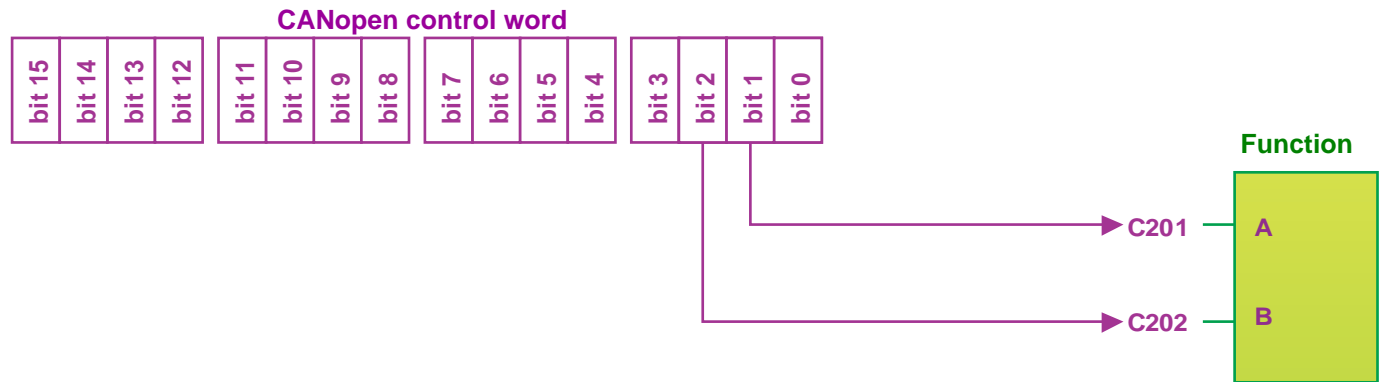 CANopen control word
bit 15
bit 14
bit 13
bit 12
bit 11
bit 10
bit 9
bit 8
bit 7
bit 6
bit 5
bit 4
bit 3
bit 2
bit 1
bit 0
Function
C201
A
C202
B